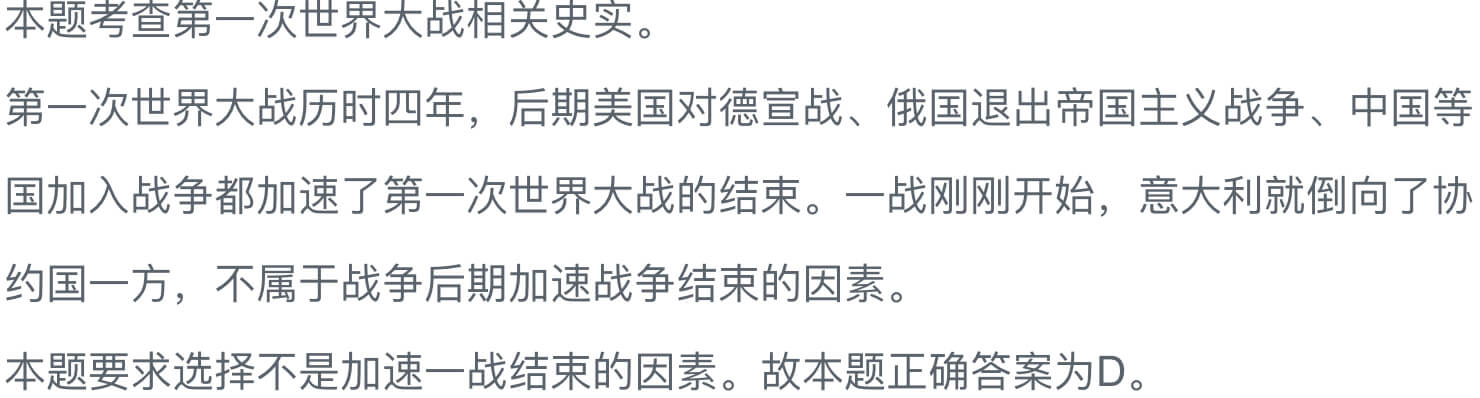 本题考查第一次世界大战相关史实。
第一次世界大战历时四年，后期美国对德宣战、俄国退出帝国主义战争、中国等
国加入战争都加速了第一次世界大战的结束。一战刚刚开始，意大利就倒向了协
约国一方，不属于战争后期加速战争结束的因素。
本题要求选择不是加速一战结束的因素。故本题正确答案为D。